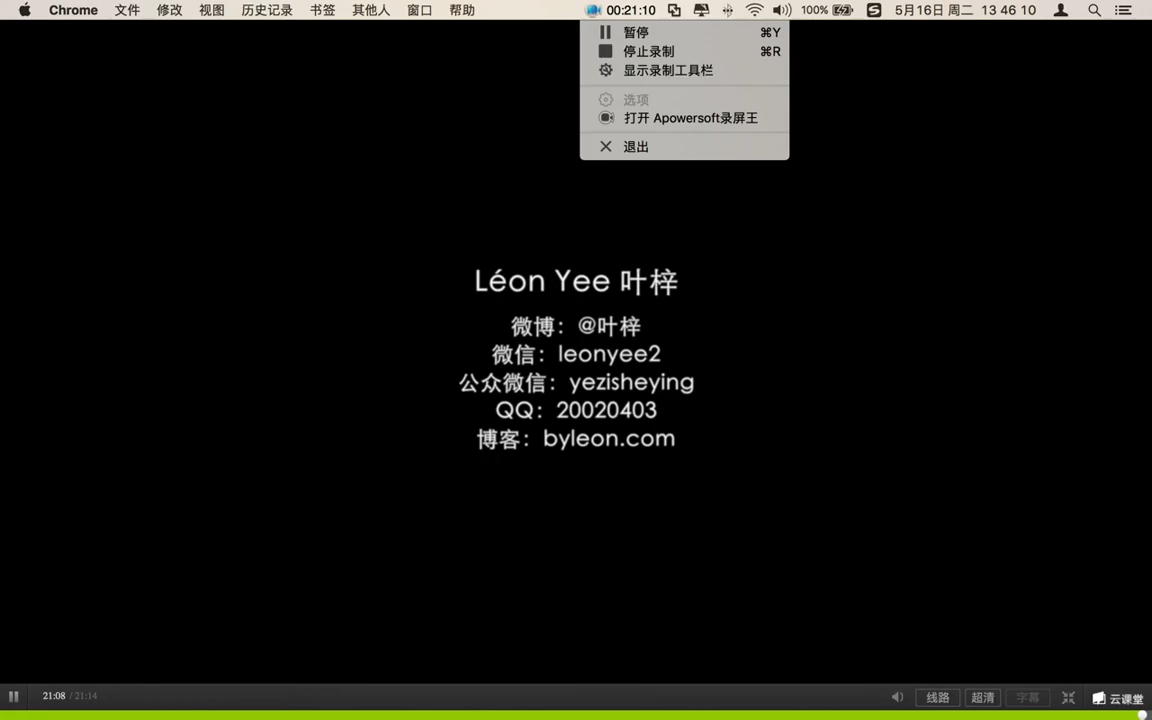 Chrome 文件 修改 视图 历史记录 书签 其他人 窗口 帮助 00:21:10 100% 5月16日 周二 13 46 10
暂停 ⌘Y
停止录制 ⌘R
显示录制工具栏
选项
打开 Apowersoft录屏王
退出
Léon Yee 叶梓
微博：@叶梓
微信：leonyee2
公众微信：yezisheying
QQ：20020403
博客：byleon.com
21:08 / 21:14 线路 超清 字幕 云课堂